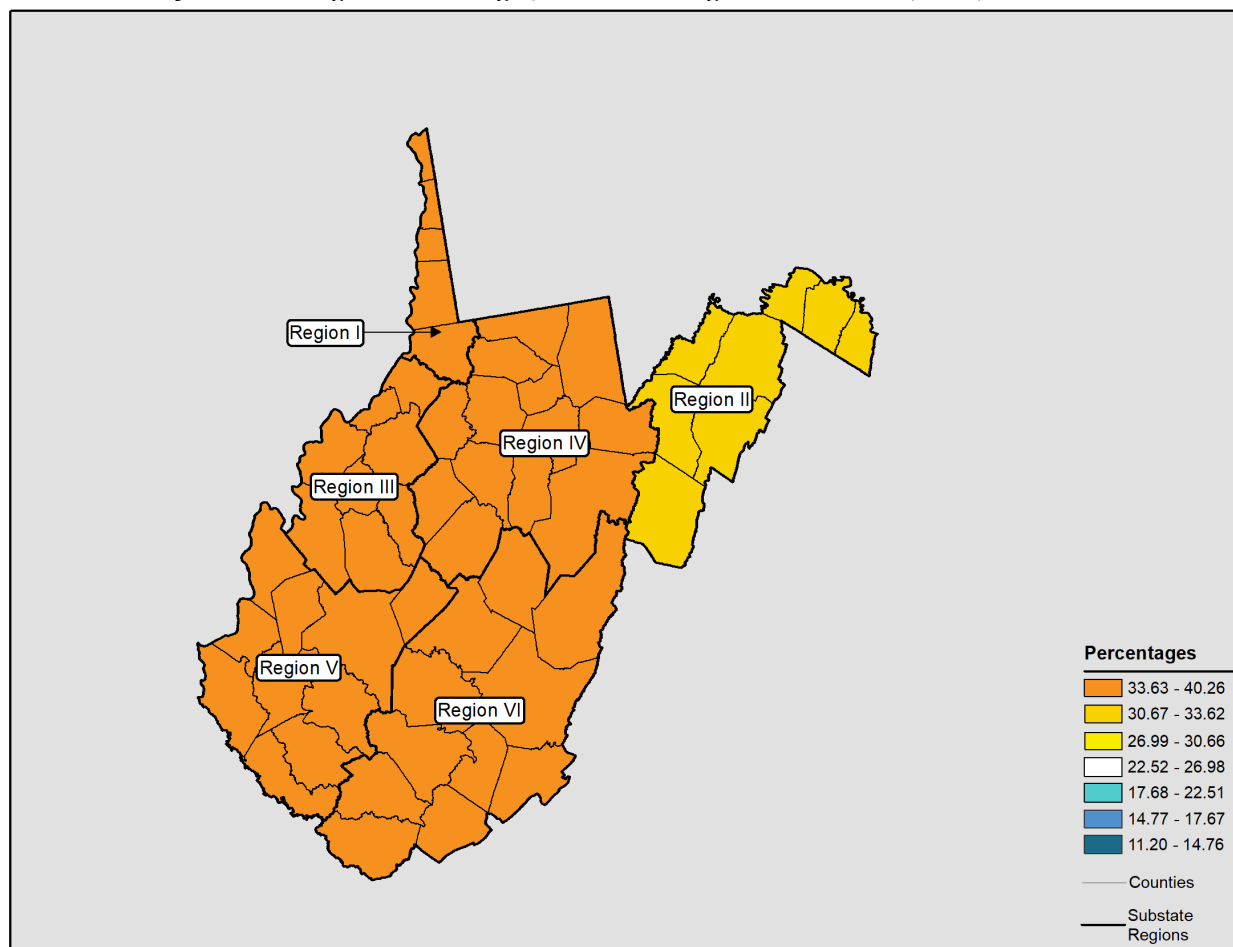 Region I
Region II
Region IV
Region III
Region V
Region VI
Percentages
33.63 - 40.26
30.67 - 33.62
26.99 - 30.66
22.52 - 26.98
17.68 - 22.51
14.77 - 17.67
11.20 - 14.76
Counties
Substate
Regions